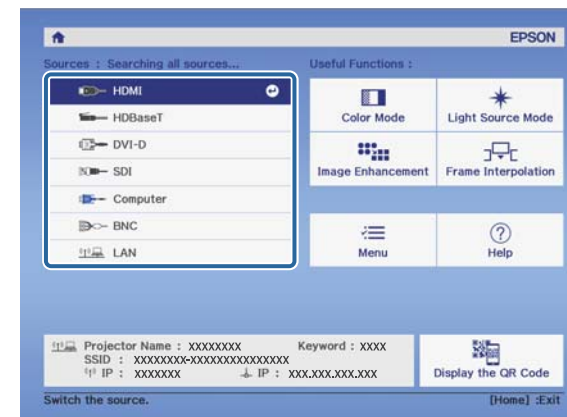 EPSON
Sources : Searching all sources...
HDMI
HDBaseT
DVI-D
SDI
Computer
BNC
LAN
Useful Functions :
Color Mode
Light Source Mode
Image Enhancement
Frame Interpolation
Menu
Help
Projector Name : XXXXXXXX Keyword : XXXX
SSID : XXXXXXXX-XXXXXXXXXXXXXX
IP : XXXXXXX IP : XXX.XXX.XXX.XXX
Display the QR Code
Switch the source. [Home] :Exit